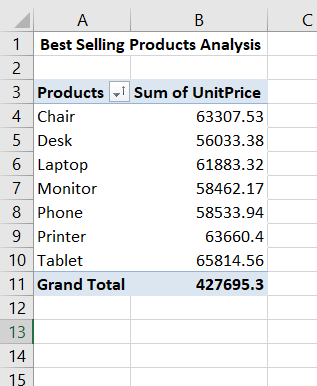 A B C
1 Best Selling Products Analysis
2
3 Products Sum of UnitPrice
4 Chair 63307.53
5 Desk 56033.38
6 Laptop 61883.32
7 Monitor 58462.17
8 Phone 58533.94
9 Printer 63660.4
10 Tablet 65814.56
11 Grand Total 427695.3
12
13
14
15